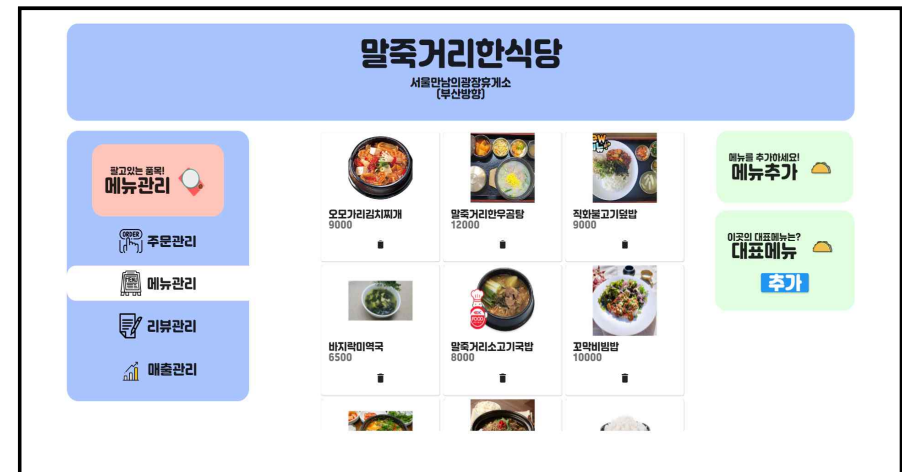 말죽거리한식당
서울만남의광장휴게소
(부산방향)
팔고있는 품목!
메뉴관리
ORDER
주문관리
MENU
메뉴관리
리뷰관리
매출관리
오모가리김치찌개
9000
말죽거리한우곰탕
12000
직화불고기덮밥
9000
바지락미역국
6500
말죽거리소고기국밥
8000
꼬막비빔밥
10000
메뉴를 추가하세요!
메뉴추가
이곳의 대표메뉴는?
대표메뉴
추가